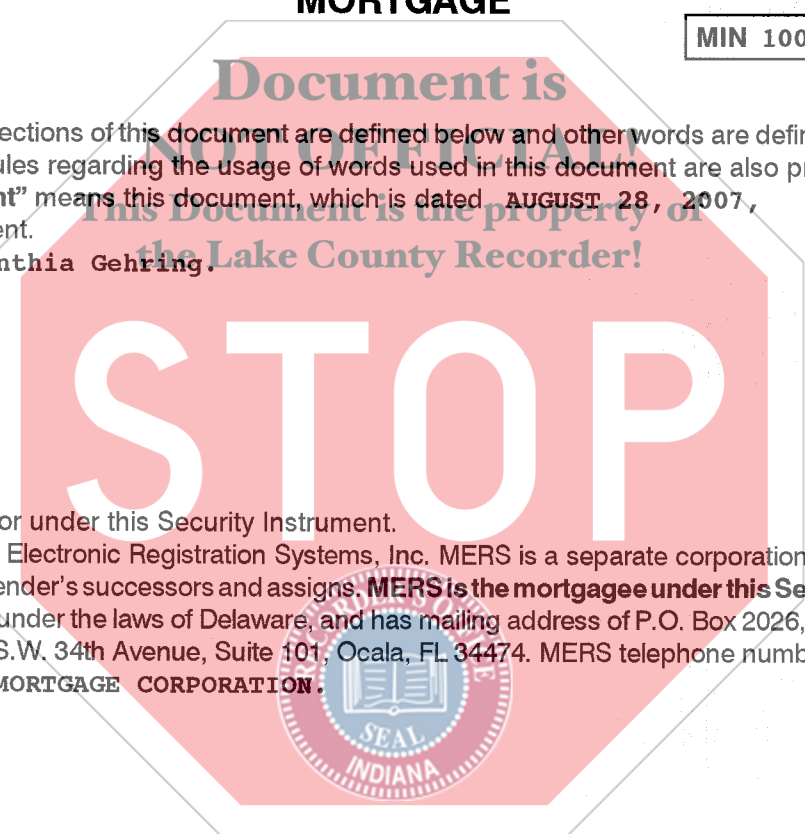 MORTGAGE
MIN 100
Document is
ections of this document are defined below and other words are defin
NOT OFFICIAL!
ules regarding the usage of words used in this document are also pr
nt” means this document, which is dated AUGUST 28, 2007,
This Document is the property of
ent.
the Lake County Recorder!
nthia Gehring.
STOP
or under this Security Instrument.
Electronic Registration Systems, Inc. MERS is a separate corporation
ender's successors and assigns. MERS is the mortgagee under this Se
under the laws of Delaware, and has mailing address of P.O. Box 2026,
S.W. 34th Avenue, Suite 101, Ocala, FL 34474. MERS telephone numb
MORTGAGE CORPORATION.
RECORDER'S OFFICE
SEAL
INDIANA